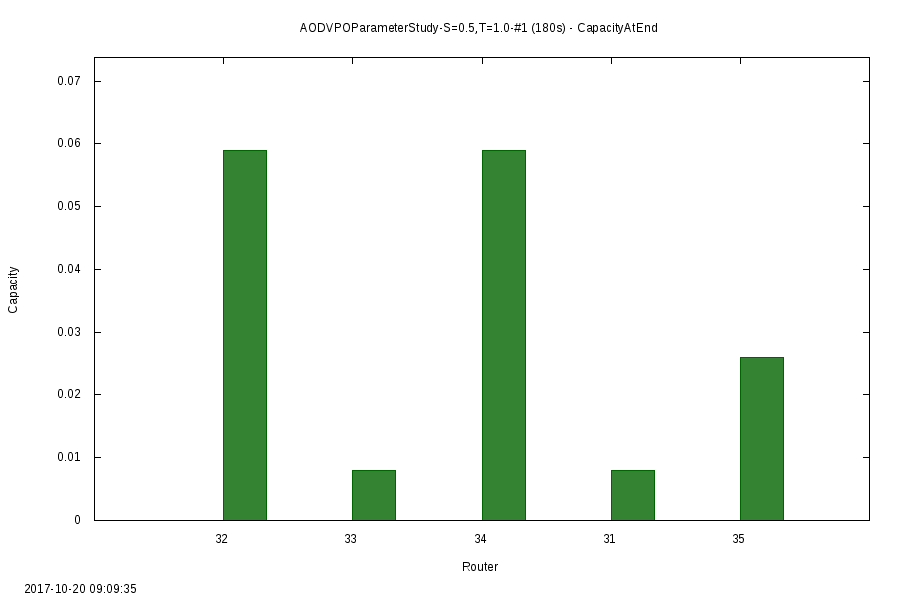 AODVPOParameterStudy-S=0.5,T=1.0-#1 (180s) - CapacityAtEnd
0.07
0.06
0.05
0.04
0.03
0.02
0.01
0
Capacity
32 33 34 31 35
Router
2017-10-20 09:09:35